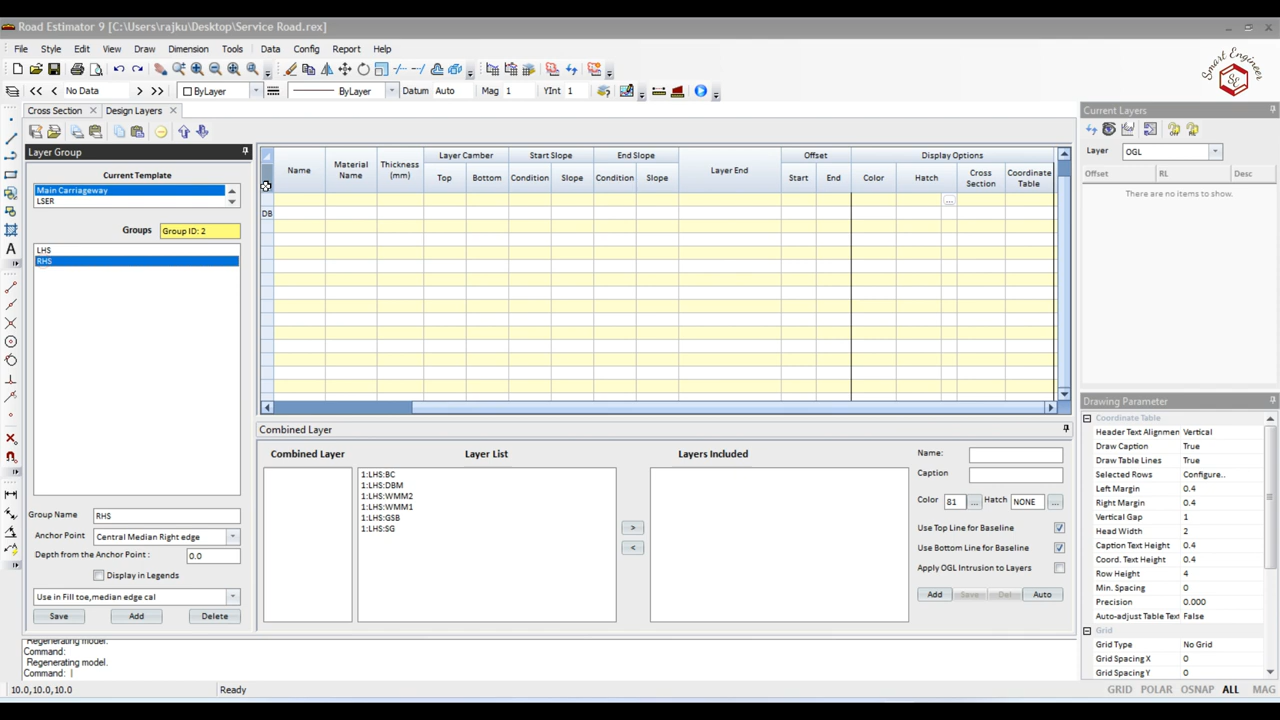 Road Estimator 9 [C:\Users\rajku\Desktop\Service Road.rex]
File Style Edit View Draw Dimension Tools Data Config Report Help
Smart Engineer
No Data ByLayer ByLayer Datum Auto Mag 1 YInt 1
Cross Section Design Layers
Current Layers
Layer OGL
Offset RL Desc
There are no items to show.
Layer Group
Current Template
Main Carriageway
LSER
Groups Group ID: 2
LHS
RHS
Name Material Name Thickness (mm) Layer Camber Top Bottom Start Slope Condition Slope End Slope Condition Slope Layer End Offset Start End Display Options Color Hatch Cross Section Coordinate Table
...
DB
Group Name RHS
Anchor Point Central Median Right edge
Depth from the Anchor Point : 0.0
Display in Legends
Use in Fill toe,median edge cal
Save Add Delete
Combined Layer
Combined Layer Layer List Layers Included
1:LHS:BC
1:LHS:DBM
1:LHS:WMM2
1:LHS:WMM1
1:LHS:GSB
1:LHS:SG
>
<
Name:
Caption
Color 81 ... Hatch NONE ...
Use Top Line for Baseline
Use Bottom Line for Baseline
Apply OGL Intrusion to Layers
Add Save Del Auto
Drawing Parameter
Coordinate Table
Header Text Alignmen Vertical
Draw Caption True
Draw Table Lines True
Selected Rows Configure..
Left Margin 0.4
Right Margin 0.4
Vertical Gap 1
Head Width 2
Caption Text Height 0.4
Coord. Text Height 0.4
Row Height 4
Min. Spacing 0
Precision 0.000
Auto-adjust Table Text False
Grid
Grid Type No Grid
Grid Spacing X 0
Grid Spacing Y 0
Regenerating model.
Command:
Regenerating model.
Command:
10.0,10.0,10.0 Ready GRID POLAR OSNAP ALL MAG